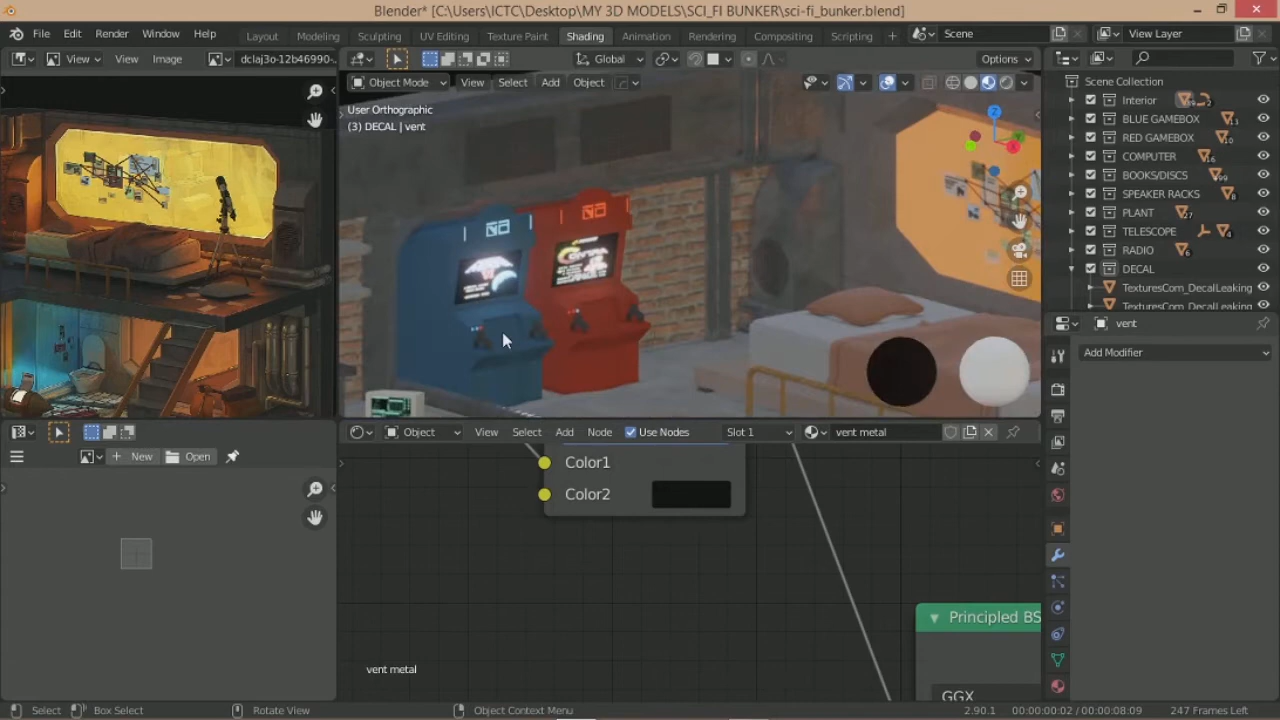 Blender* [C:\Users\ICTC\Desktop\MY 3D MODELS\SCI_FI BUNKER\sci-fi_bunker.blend]
File Edit Render Window Help Layout Modeling Sculpting UV Editing Texture Paint Shading Animation Rendering Compositing Scripting + Scene View Layer
View View Image dclaj3o-12b46990-. Global Options
Object Mode View Select Add Object
User Orthographic
(3) DECAL | vent
Scene Collection
Interior
BLUE GAMEBOX
RED GAMEBOX
COMPUTER
BOOKS/DISCS
SPEAKER RACKS
PLANT
TELESCOPE
RADIO
DECAL
TexturesCom_DecalLeaking
TexturesCom_DecalLeaking
vent
Add Modifier
Object View Select Add Node Use Nodes Slot 1 vent metal
New Open
Color1
Color2
Principled BS
GGX
vent metal
Select Box Select Rotate View Object Context Menu 2.90.1 00:00:00:02 / 00:00:08:09 247 Frames Left